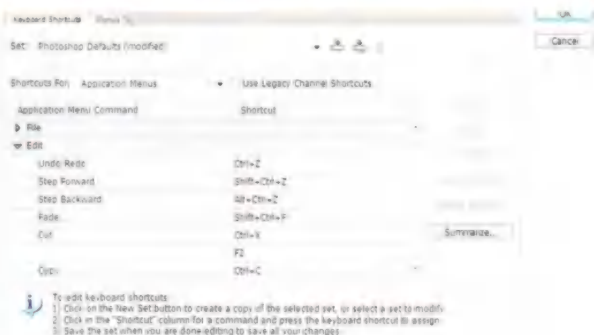 Keyboard Shortcuts
OK
Set: Photoshop Defaults (modified)
Cancel
Shortcuts For: Application Menus Use Legacy Channel Shortcuts
Application Menu Command Shortcut
File
Edit
Undo/Redo Ctrl+Z
Step Forward Shift+Ctrl+Z
Step Backward Alt+Ctrl+Z
Fade... Shift+Ctrl+F
Cut Ctrl+X
Summarize...
F2
Copy Ctrl+C
To edit keyboard shortcuts:
1) Click on the New Set button to create a copy of the selected set, or select a set to modify.
2) Click in the "Shortcut" column for a command and press the keyboard shortcut to assign.
3) Save the set when you are done editing to save all your changes.